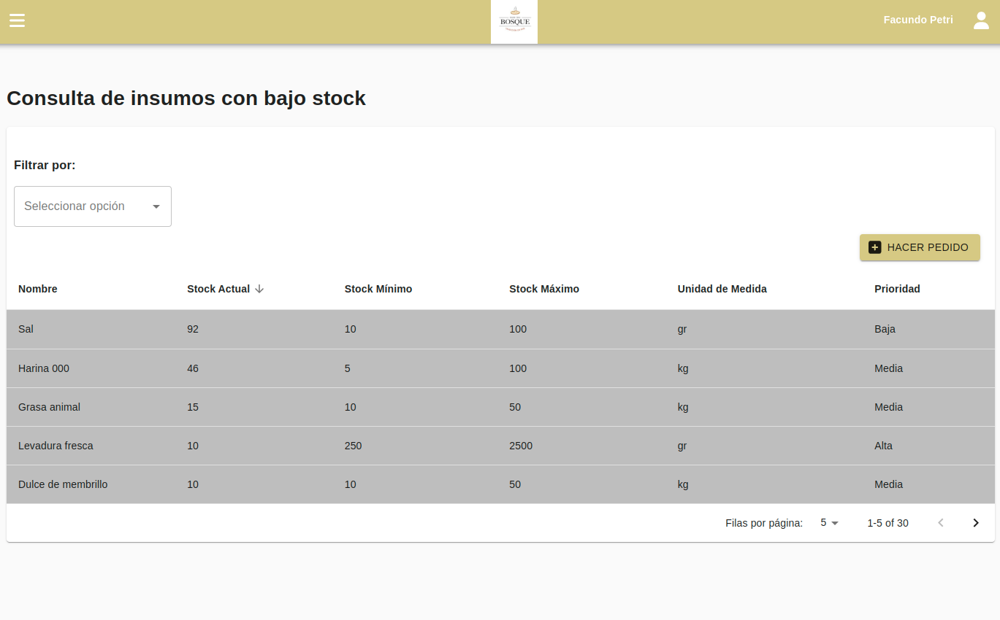 BOSQUE
Facundo Petri
Consulta de insumos con bajo stock
Filtrar por:
Seleccionar opción
HACER PEDIDO
Nombre Stock Actual Stock Mínimo Stock Máximo Unidad de Medida Prioridad
Sal 92 10 100 gr Baja
Harina 000 46 5 100 kg Media
Grasa animal 15 10 50 kg Media
Levadura fresca 10 250 2500 gr Alta
Dulce de membrillo 10 10 50 kg Media
Filas por página: 5 1-5 of 30